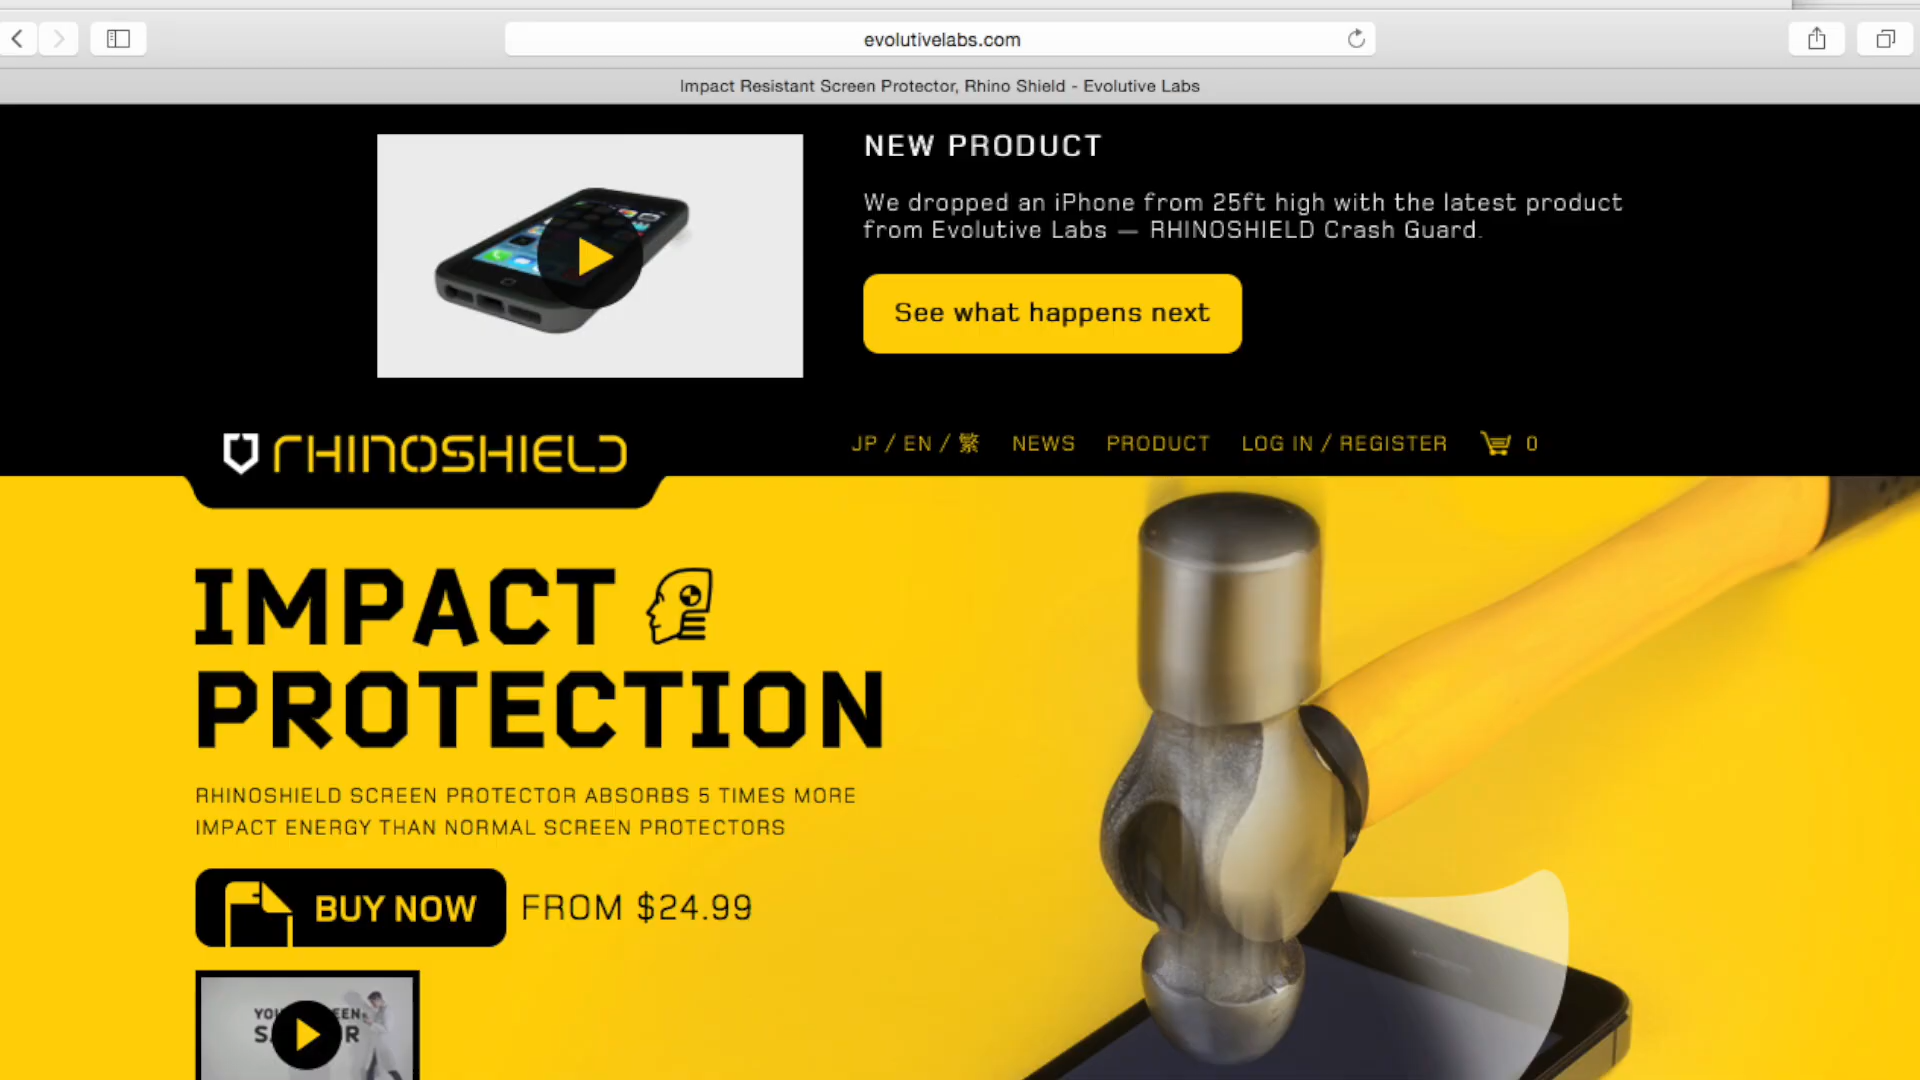 evolutivelabs.com
Impact Resistant Screen Protector, Rhino Shield - Evolutive Labs
NEW PRODUCT
We dropped an iPhone from 25ft high with the latest product
from Evolutive Labs — RHINOSHIELD Crash Guard.
See what happens next
RHINOSHIELD
JP / EN / 繁 NEWS PRODUCT LOG IN / REGISTER 0
IMPACT
PROTECTION
RHINOSHIELD SCREEN PROTECTOR ABSORBS 5 TIMES MORE
IMPACT ENERGY THAN NORMAL SCREEN PROTECTORS
BUY NOW FROM $24.99